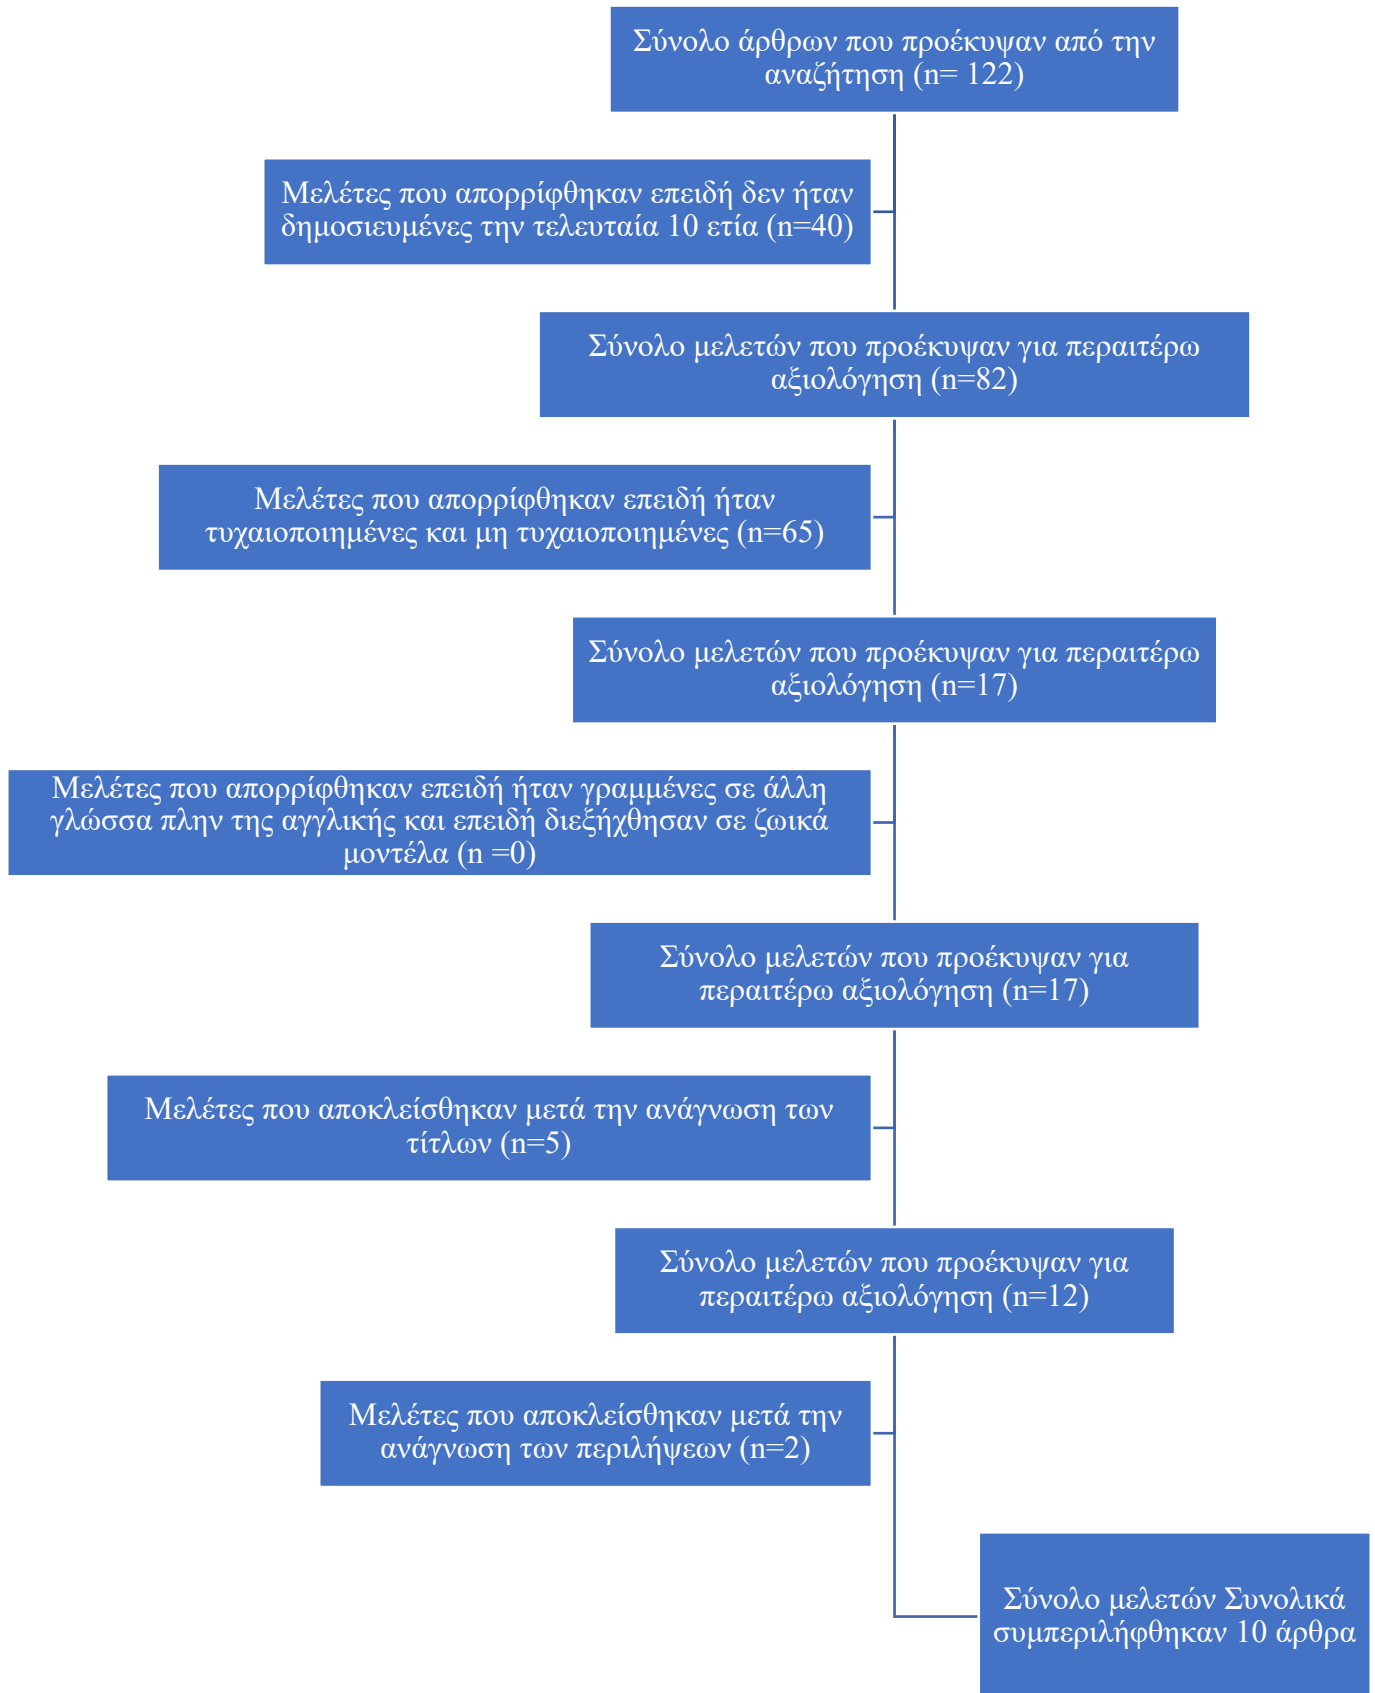 Σύνολο άρθρων που προέκυψαν από την
αναζήτηση (n= 122)
Μελέτες που απορρίφθηκαν επειδή δεν ήταν
δημοσιευμένες την τελευταία 10 ετία (n=40)
Σύνολο μελετών που προέκυψαν για περαιτέρω
αξιολόγηση (n=82)
Μελέτες που απορρίφθηκαν επειδή ήταν
τυχαιοποιημένες και μη τυχαιοποιημένες (n=65)
Σύνολο μελετών που προέκυψαν για περαιτέρω
αξιολόγηση (n=17)
Μελέτες που απορρίφθηκαν επειδή ήταν γραμμένες σε άλλη
γλώσσα πλην της αγγλικής και επειδή διεξήχθησαν σε ζωικά
μοντέλα (n =0)
Σύνολο μελετών που προέκυψαν για
περαιτέρω αξιολόγηση (n=17)
Μελέτες που αποκλείσθηκαν μετά την ανάγνωση των
τίτλων (n=5)
Σύνολο μελετών που προέκυψαν για
περαιτέρω αξιολόγηση (n=12)
Μελέτες που αποκλείσθηκαν μετά την
ανάγνωση των περιλήψεων (n=2)
Σύνολο μελετών Συνολικά
συμπεριλήφθηκαν 10 άρθρα